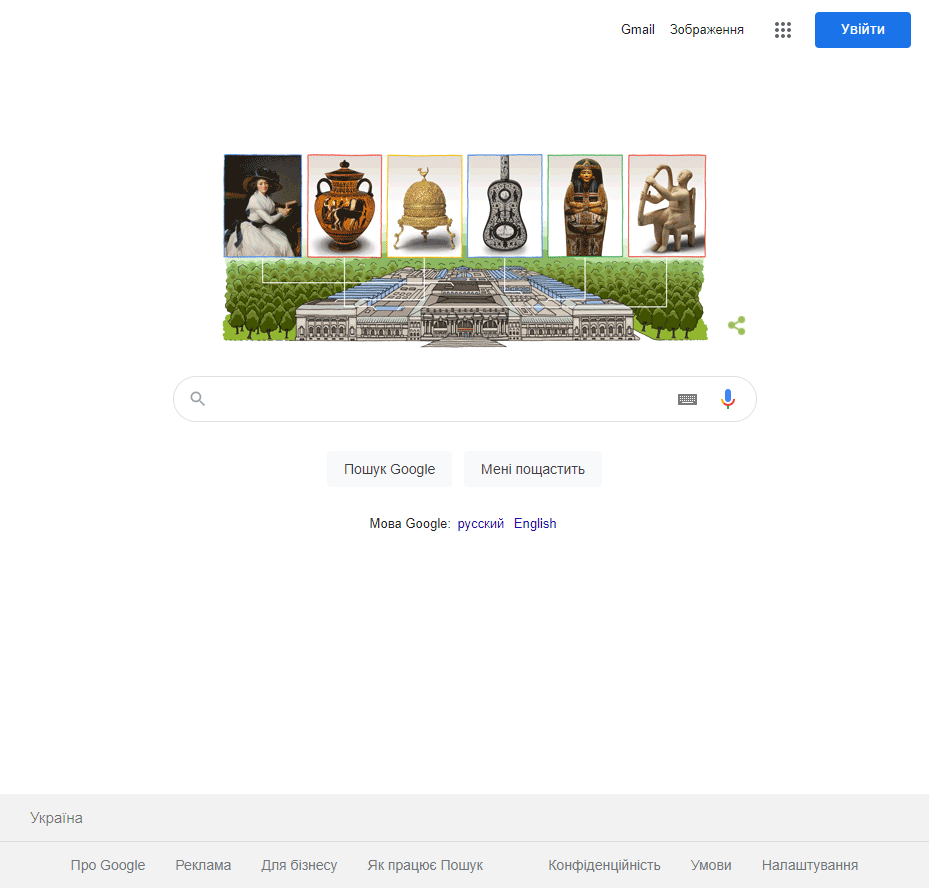 Gmail Зображення Увійти
Пошук Google Мені пощастить
Мова Google: русский English
Україна
Про Google Реклама Для бізнесу Як працює Пошук Конфіденційність Умови Налаштування